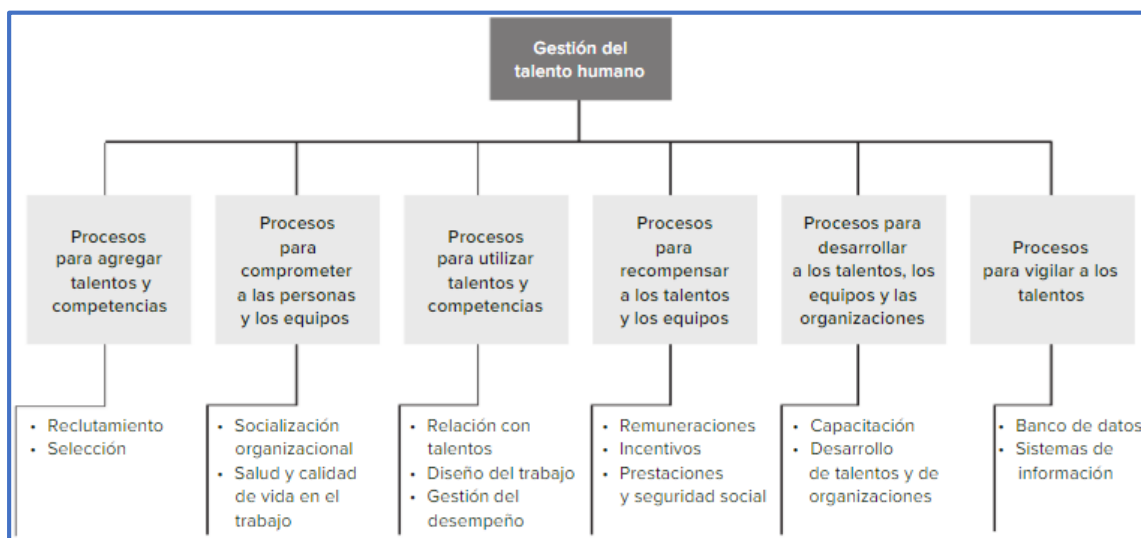 Gestión del
talento humano
Procesos
para agregar
talentos y
competencias
Procesos
para
comprometer
a las personas
y los equipos
Procesos
para utilizar
talentos y
competencias
Procesos
para
recompensar
a los talentos
y los equipos
Procesos para
desarrollar
a los talentos, los
equipos y las
organizaciones
Procesos
para vigilar a los
talentos
• Reclutamiento
• Selección
• Socialización
organizacional
• Salud y calidad
de vida en el
trabajo
• Relación con
talentos
• Diseño del trabajo
• Gestión del
desempeño
• Remuneraciones
• Incentivos
• Prestaciones
y seguridad social
• Capacitación
• Desarrollo
de talentos y de
organizaciones
• Banco de datos
• Sistemas de
información